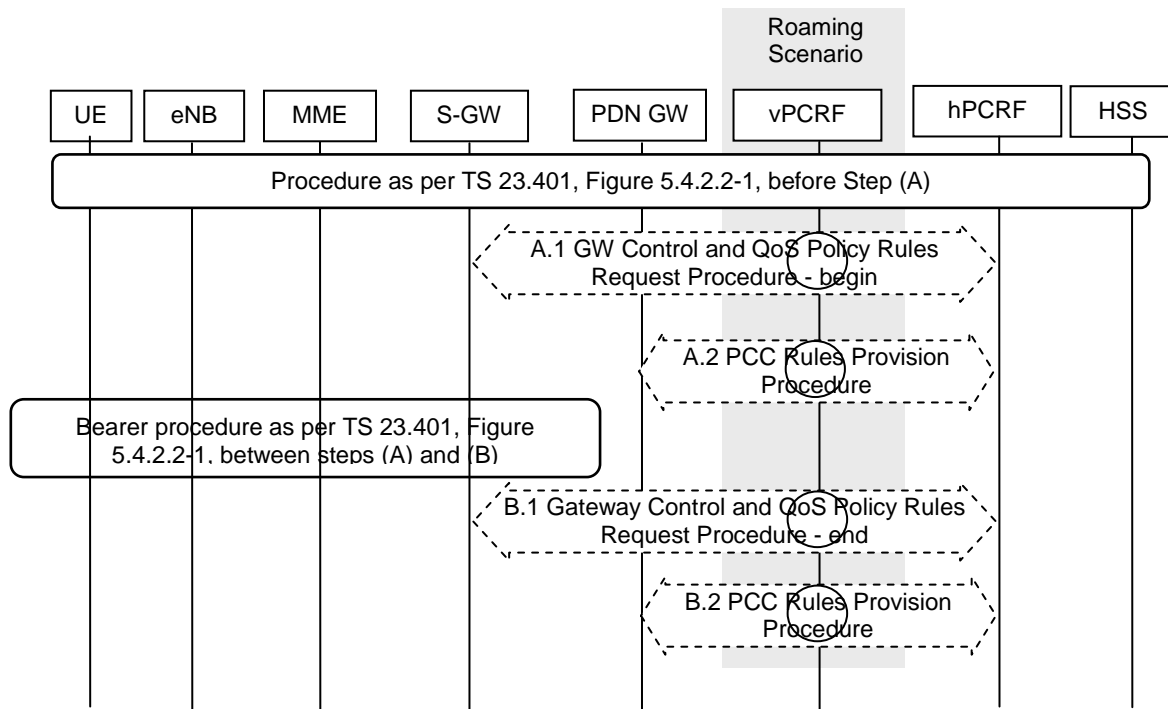 Roaming
Scenario
UE
eNB
MME
S-GW
PDN GW
vPCRF
hPCRF
HSS
Procedure as per TS 23.401, Figure 5.4.2.2-1, before Step (A)
A.1 GW Control and QoS Policy Rules
Request Procedure - begin
A.2 PCC Rules Provision
Procedure
Bearer procedure as per TS 23.401, Figure
5.4.2.2-1, between steps (A) and (B)
B.1 Gateway Control and QoS Policy Rules
Request Procedure - end
B.2 PCC Rules Provision
Procedure